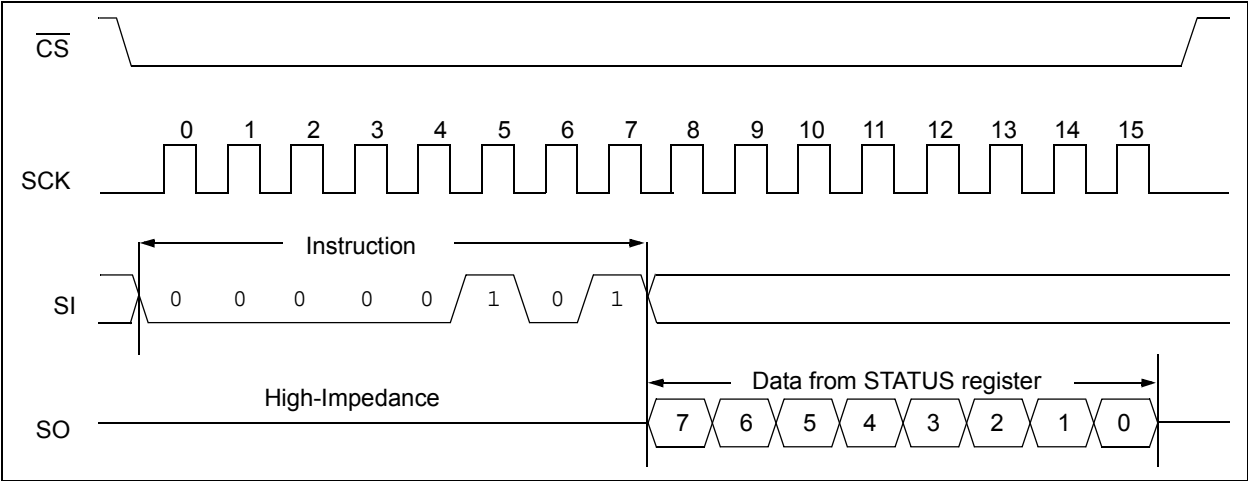 CS
0 1 2 3 4 5 6 7 8 9 10 11 12 13 14 15
SCK
Instruction
SI 0 0 0 0 0 1 0 1
Data from STATUS register
High-Impedance
SO 7 6 5 4 3 2 1 0